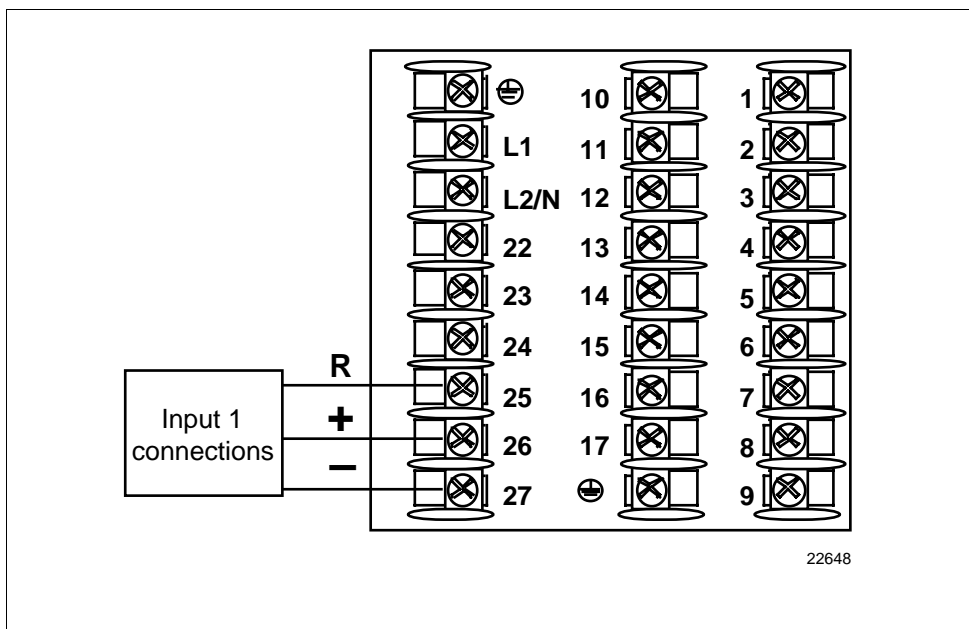 10 1
L1 11 2
L2/N 12 3
22 13 4
23 14 5
24 15 6
R 25 16 7
Input 1 + 26 17 8
connections − 27 9
22648